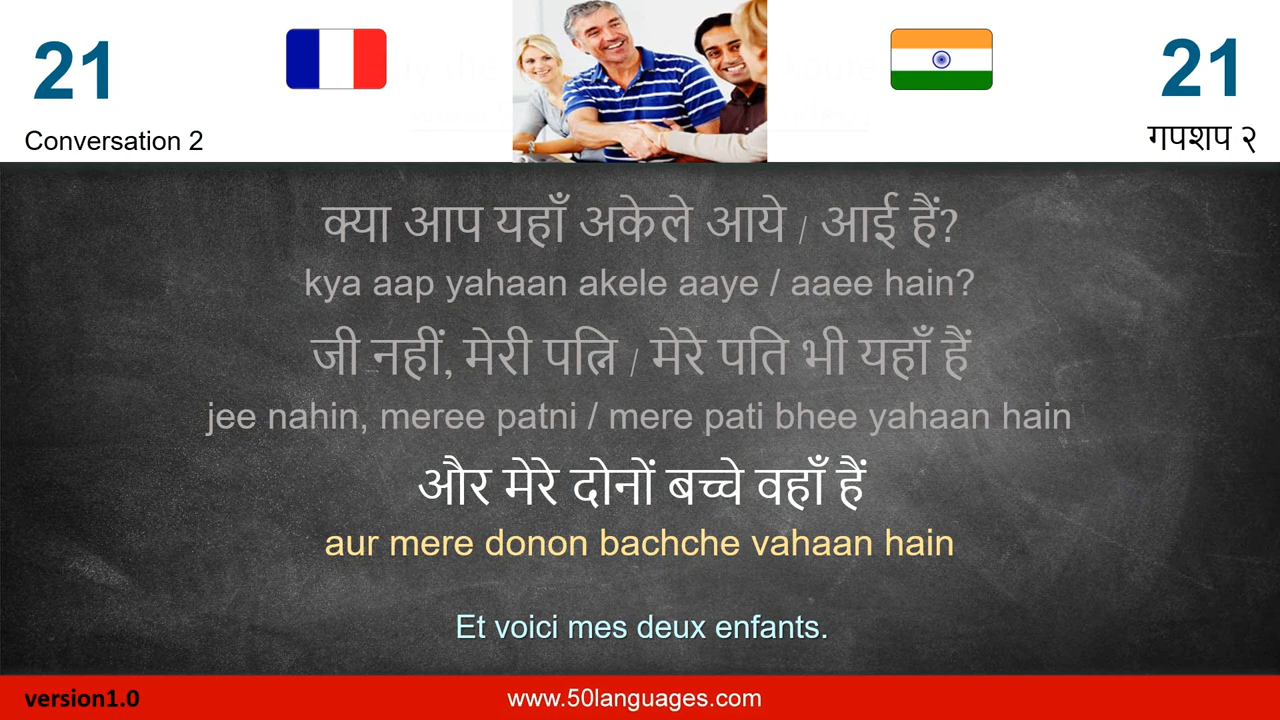 21
21
Conversation 2
गपशप २
क्या आप यहाँ अकेले आये / आई हैं?
kya aap yahaan akele aaye / aaee hain?
जी नहीं, मेरी पत्नि / मेरे पति भी यहाँ हैं
jee nahin, meree patni / mere pati bhee yahaan hain
और मेरे दोनों बच्चे वहाँ हैं
aur mere donon bachche vahaan hain
Et voici mes deux enfants.
version1.0
www.50languages.com